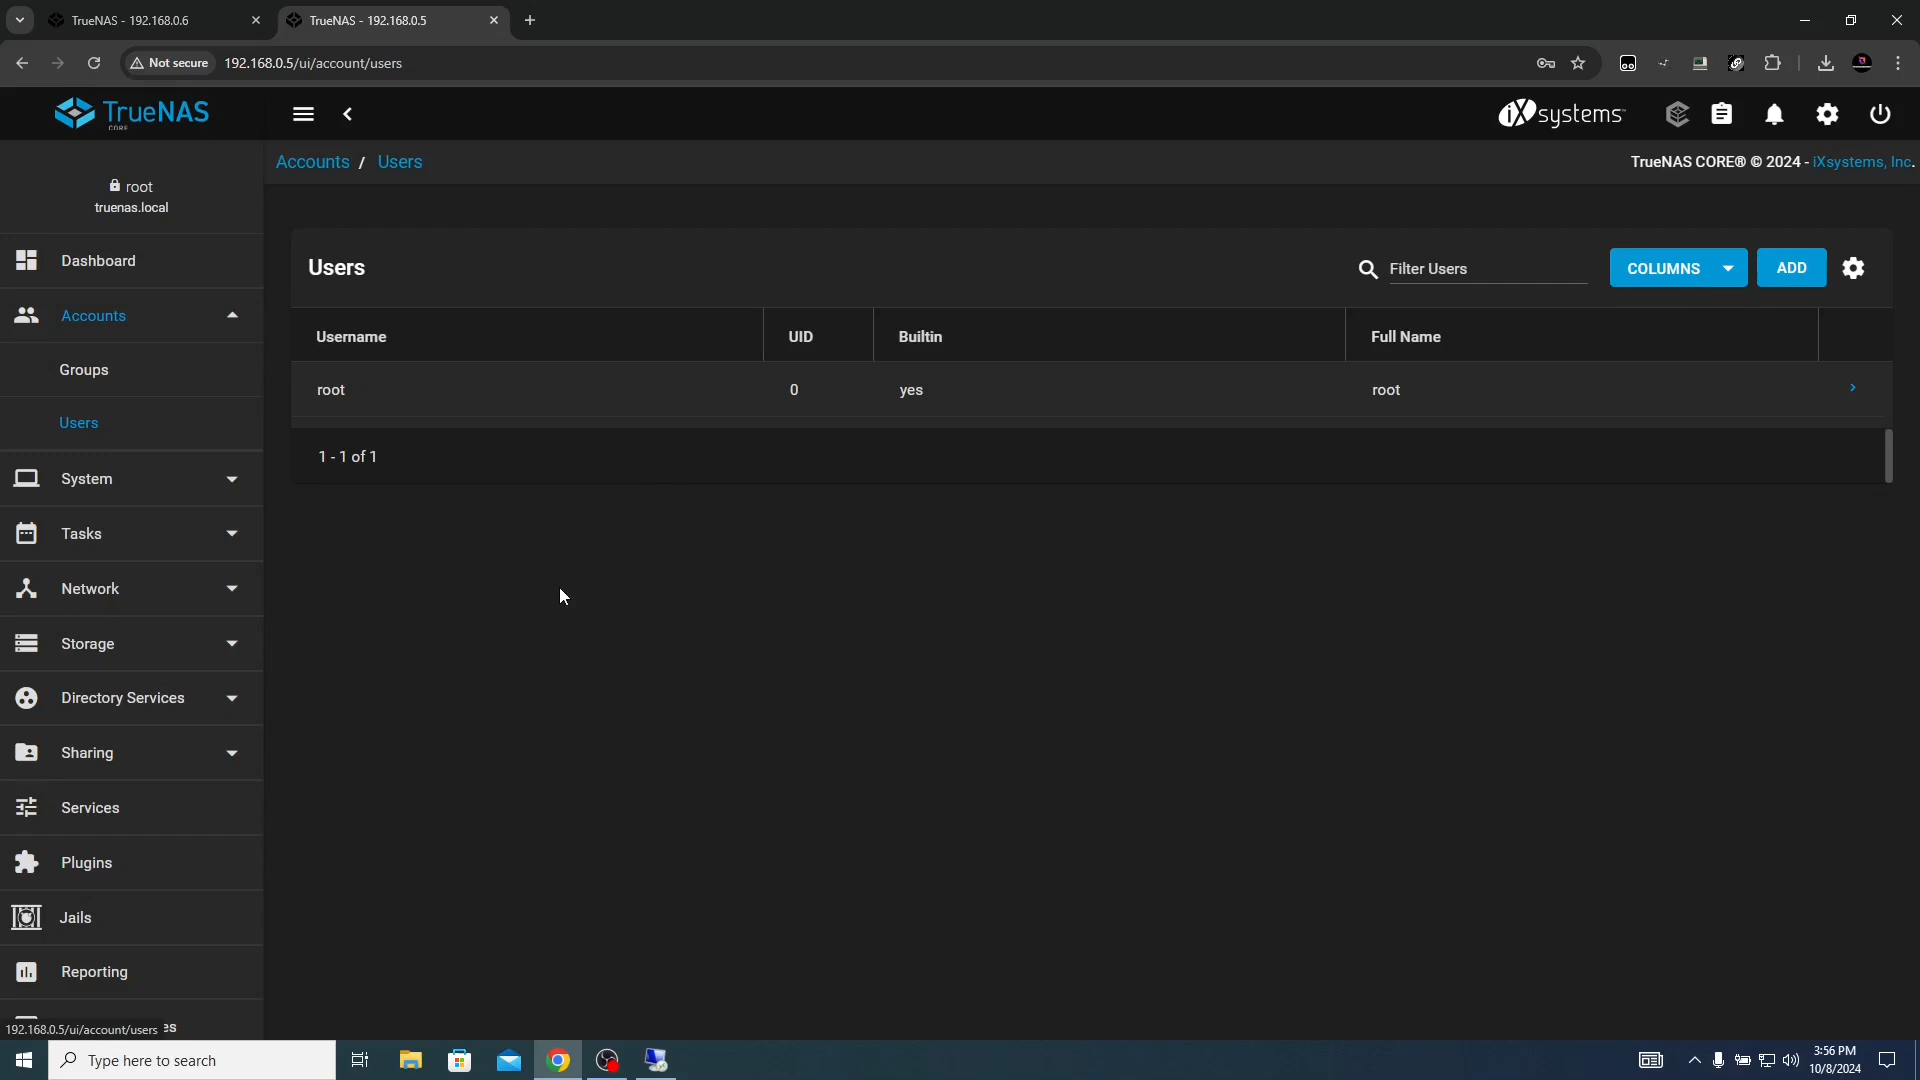 TrueNAS - 192.168.0.6
TrueNAS - 192.168.0.5
Not secure
192.168.0.5/ui/account/users
TrueNAS
CORE
iXsystems
Accounts / Users
TrueNAS CORE® © 2024 - iXsystems, Inc.
root
truenas.local
Dashboard
Accounts
Groups
Users
System
Tasks
Network
Storage
Directory Services
Sharing
Services
Plugins
Jails
Reporting
es
192.168.0.5/ui/account/users
Users
Filter Users
COLUMNS
ADD
Username
UID
Builtin
Full Name
root
0
yes
root
1 - 1 of 1
Type here to search
3:56 PM
10/8/2024